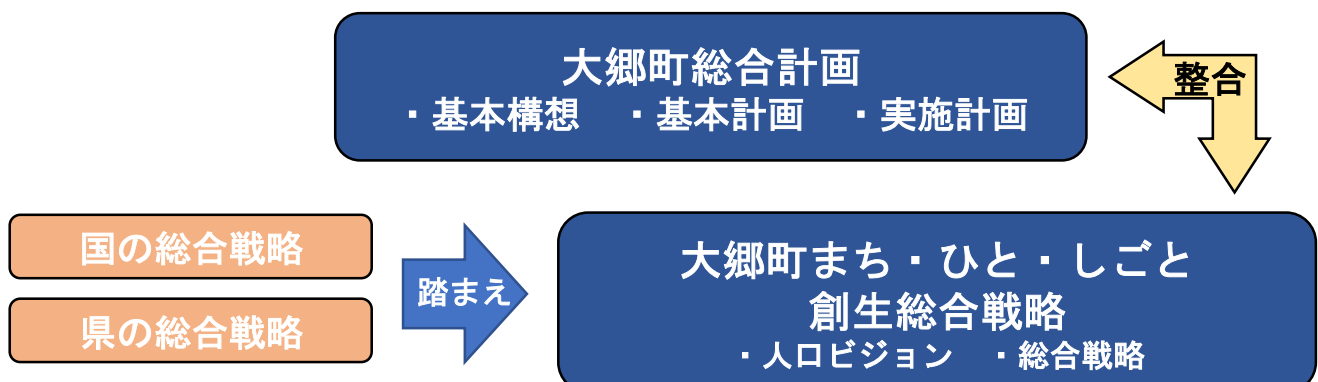 大郷町総合計画
・基本構想　・基本計画　・実施計画
整合
国の総合戦略
県の総合戦略
踏まえ
大郷町まち・ひと・しごと
創生総合戦略
・人口ビジョン　・総合戦略